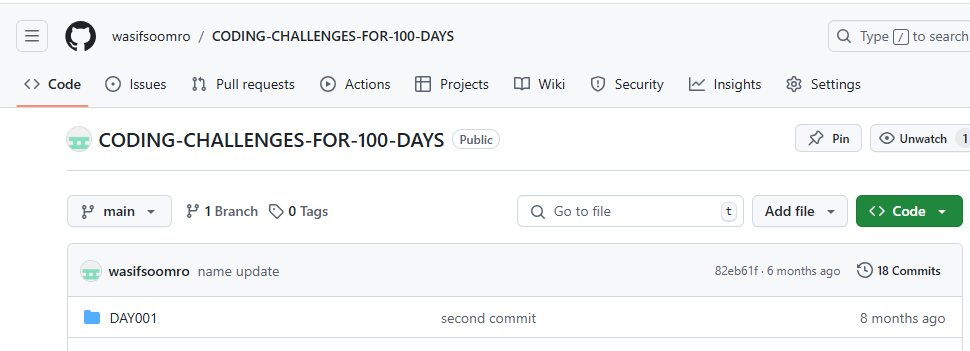 wasifsoomro / CODING-CHALLENGES-FOR-100-DAYS Type / to search
Code Issues Pull requests Actions Projects Wiki Security Insights Settings
CODING-CHALLENGES-FOR-100-DAYS Public Pin Unwatch 1
main 1 Branch 0 Tags Go to file t Add file Code
wasifsoomro name update 82eb61f · 6 months ago 18 Commits
DAY001 second commit 8 months ago